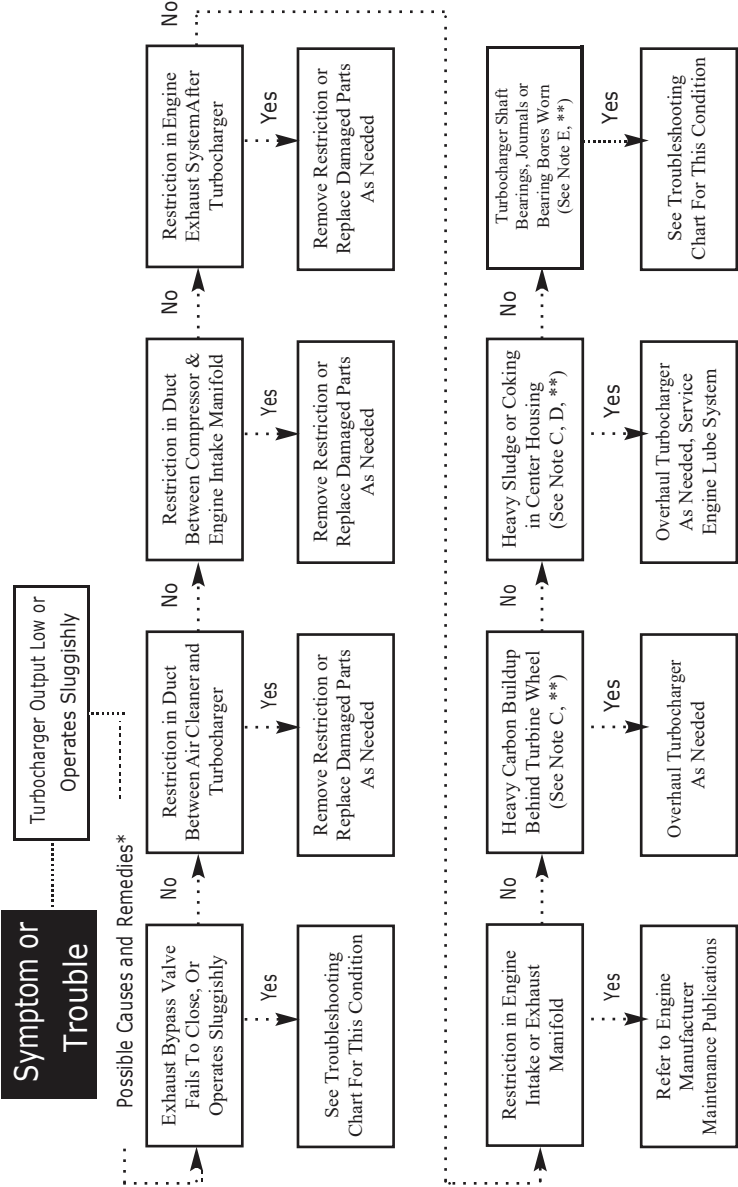 Symptom or
Trouble
Turbocharger Output Low or
Operates Sluggishly
Possible Causes and Remedies*
Exhaust Bypass Valve
Fails To Close, Or
Operates Sluggishly
Yes
See Troubleshooting
Chart For This Condition
No
Restriction in Duct
Between Air Cleaner and
Turbocharger
Yes
Remove Restriction or
Replace Damaged Parts
As Needed
No
Restriction in Duct
Between Compressor &
Engine Intake Manifold
Yes
Remove Restriction or
Replace Damaged Parts
As Needed
No
Restriction in Engine
Exhaust System After
Turbocharger
Yes
Remove Restriction or
Replace Damaged Parts
As Needed
No
Restriction in Engine
Intake or Exhaust
Manifold
Yes
Refer to Engine
Manufacturer
Maintenance Publications
No
Heavy Carbon Buildup
Behind Turbine Wheel
(See Note C, **)
Yes
Overhaul Turbocharger
As Needed
No
Heavy Sludge or Coking
in Center Housing
(See Note C, D, **)
Yes
Overhaul Turbocharger
As Needed, Service
Engine Lube System
No
Turbocharger Shaft
Bearings, Journals or
Bearing Bores Worn
(See Note E, **)
Yes
See Troubleshooting
Chart For This Condition